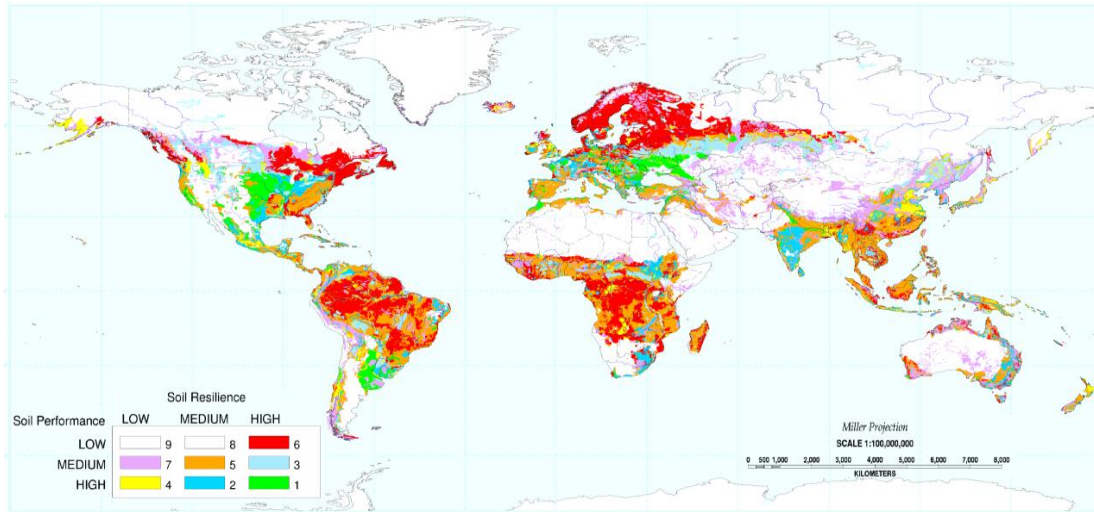 Soil Resilience
Soil Performance LOW MEDIUM HIGH
LOW 9 8 6
MEDIUM 7 5 3
HIGH 4 2 1
Miller Projection
SCALE 1:100,000,000
0 500 1,000 2,000 3,000 4,000 5,000 6,000 7,000 8,000
KILOMETERS